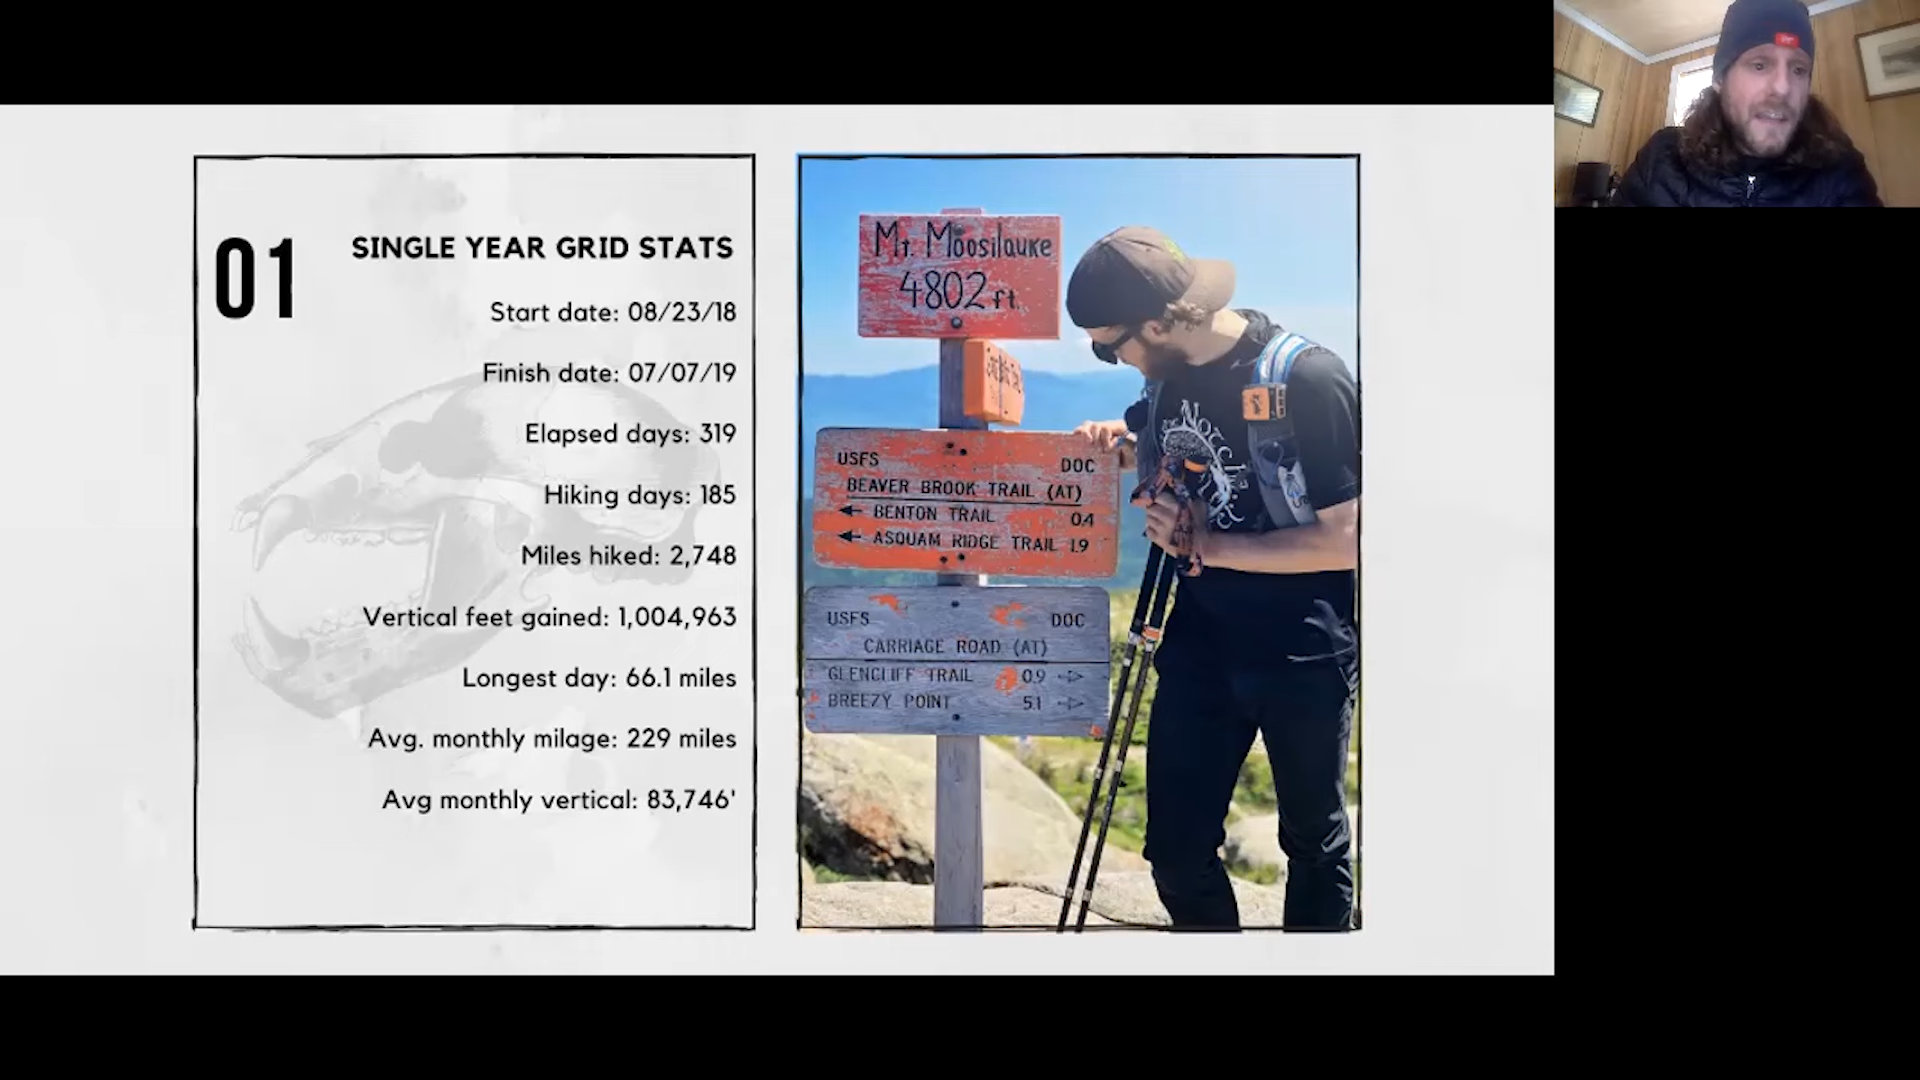 01
SINGLE YEAR GRID STATS
Start date: 08/23/18
Finish date: 07/07/19
Elapsed days: 319
Hiking days: 185
Miles hiked: 2,748
Vertical feet gained: 1,004,963
Longest day: 66.1 miles
Avg. monthly milage: 229 miles
Avg monthly vertical: 83,746'
Mt. Moosilauke
4802 ft.
USFS DOC
BEAVER BROOK TRAIL (AT)
BENTON TRAIL 0.4
ASQUAM RIDGE TRAIL 1.9
USFS DOC
CARRIAGE ROAD (AT)
GLENCLIFF TRAIL 0.9
BREEZY POINT 5.1